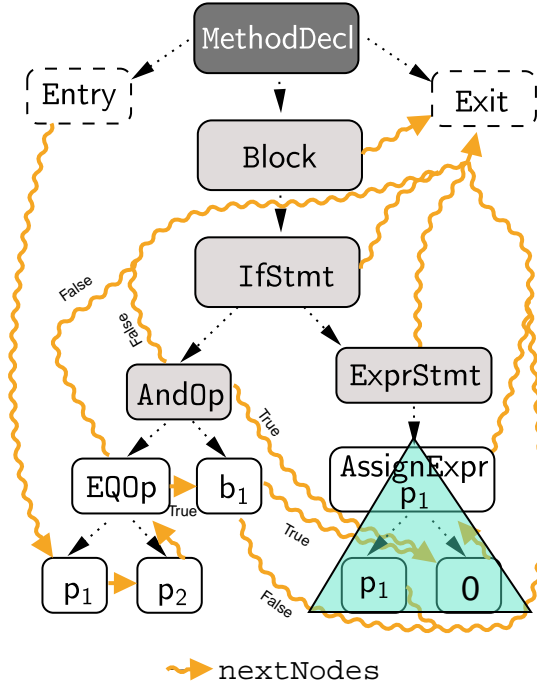 MethodDecl
Entry
Exit
Block
IfStmt
False
False
AndOp
ExprStmt
True
AssignExpr
p1
EQOp
b1
True
True
p1
p2
p1
0
False
nextNodes